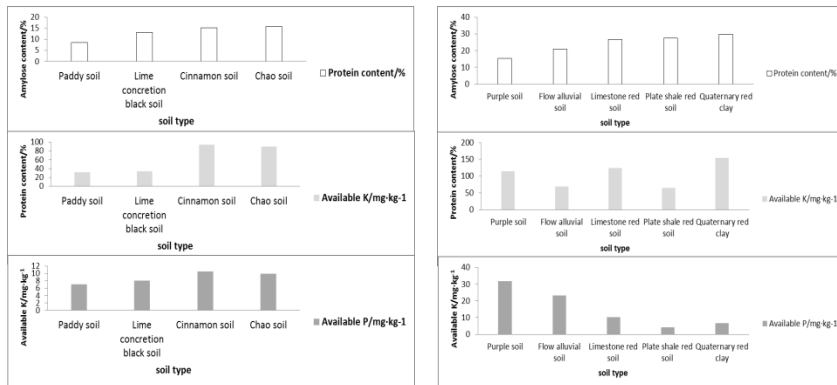 Amylose content/%
15
20
10
5
0
Paddy soil
Lime
concretion
black soil
Cinnamon soil
Chao soil
Protein content/%
soil type
Protein content/%
100
80
60
40
20
0
Paddy soil
Lime
concretion
black soil
Cinnamon soil
Chao soil
Available K/mg·kg-1
soil type
Available K/mg·kg-1
12
10
8
6
4
2
0
Paddy soil
Lime
concretion
black soil
Cinnamon soil
Chao soil
Available P/mg·kg-1
soil type
Amylose content/%
40
30
20
10
0
Purple soil
Flow alluvial
soil
Limestone red
soil
Plate shale red
soil
Quaternary red
clay
Protein content/%
soil type
Protein content/%
200
150
100
50
0
Purple soil
Flow alluvial
soil
Limestone red
soil
Plate shale red
soil
Quaternary red
clay
Available K/mg·kg-1
soil type
Available K/mg·kg-1
40
30
20
10
0
Purple soil
Flow alluvial
soil
Limestone red
soil
Plate shale red
soil
Quaternary red
clay
Available P/mg·kg-1
soil type